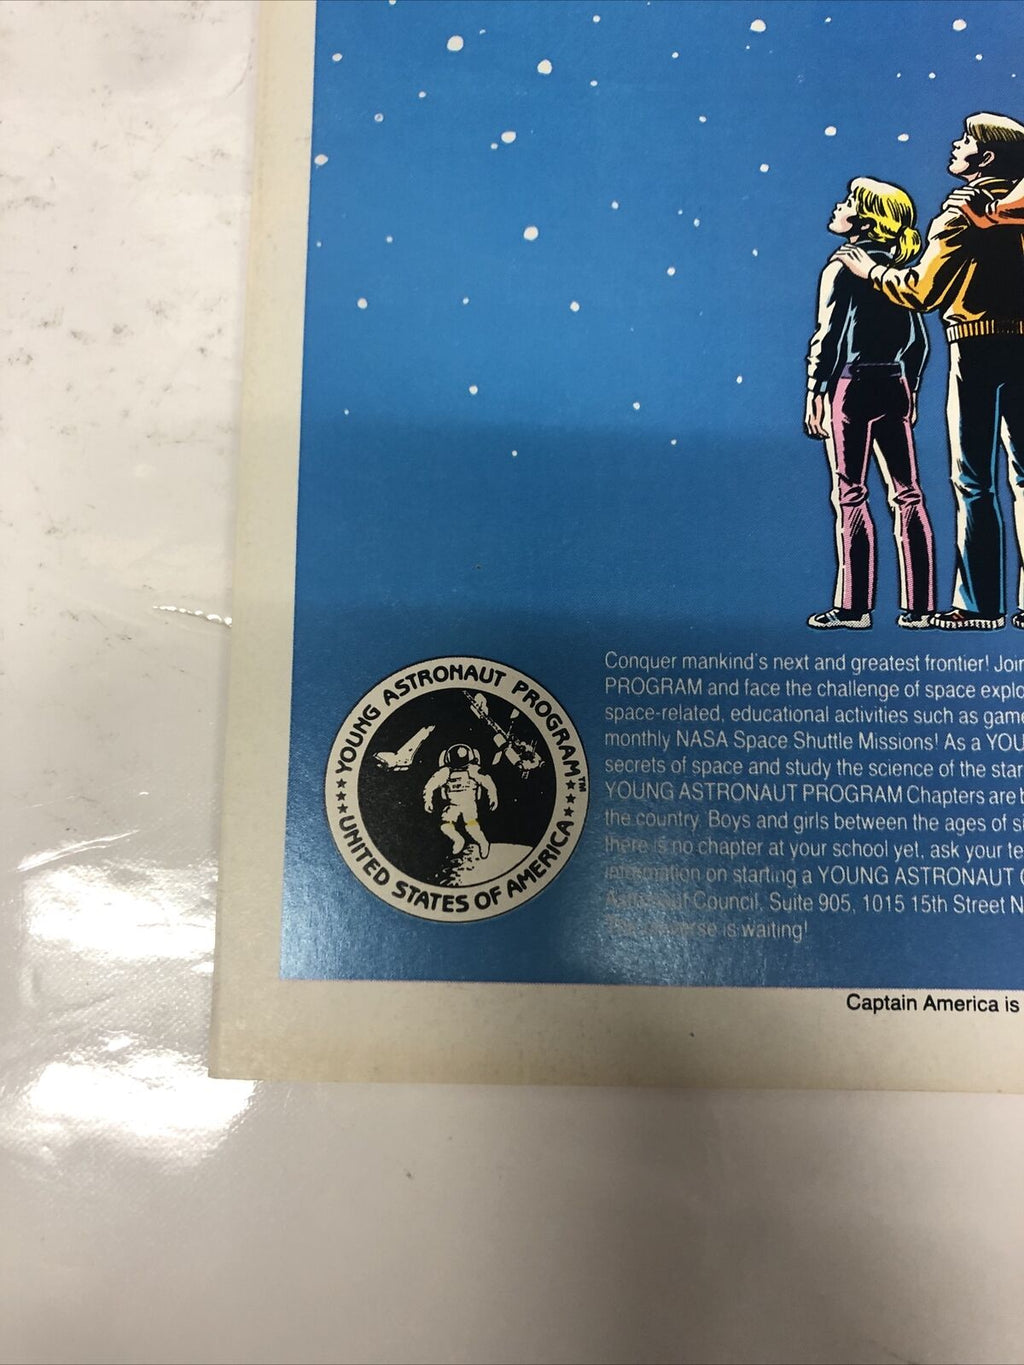 YOUNG ASTRONAUT PROGRAM™
UNITED STATES OF AMERICA
Conquer mankind's next and greatest frontier! Join
PROGRAM and face the challenge of space explo
space-related, educational activities such as game
monthly NASA Space Shuttle Missions! As a YOU
secrets of space and study the science of the star
YOUNG ASTRONAUT PROGRAM Chapters are b
the country. Boys and girls between the ages of si
there is no chapter at your school yet, ask your te
information on starting a YOUNG ASTRONAUT C
Astronaut Council, Suite 905, 1015 15th Street N
is waiting!
Captain America is